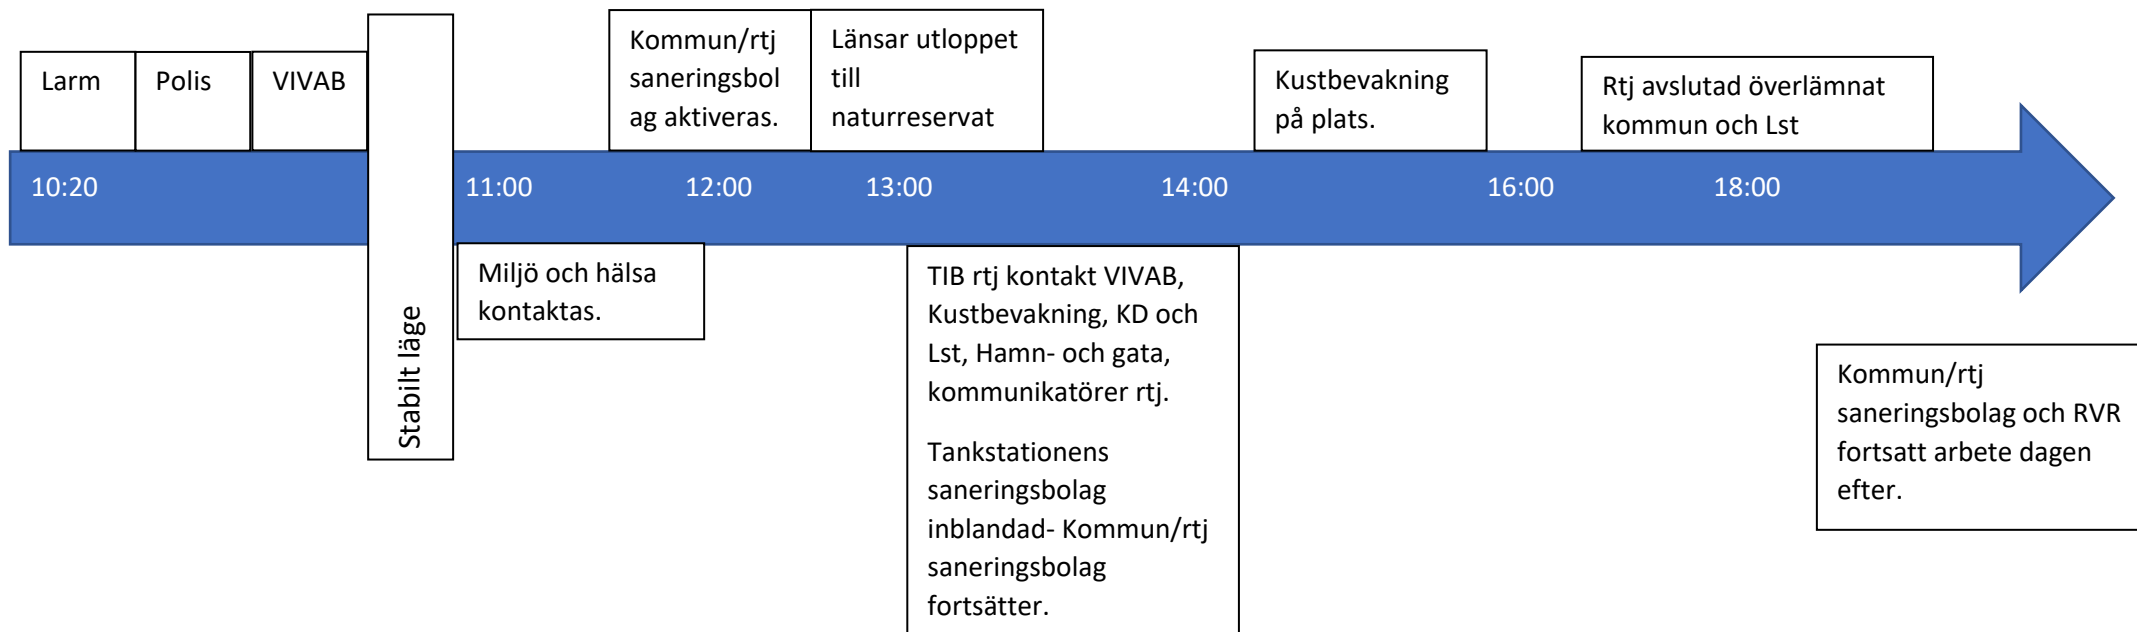 Larm
Polis
VIVAB
Stabilt läge
Kommun/rtj
saneringsbol
ag aktiveras.
Länsar utloppet
till
naturreservat
Kustbevakning
på plats.
Rtj avslutad överlämnat
kommun och Lst
10:20
11:00
12:00
13:00
14:00
16:00
18:00
Miljö och hälsa
kontaktas.
TIB rtj kontakt VIVAB,
Kustbevakning, KD och
Lst, Hamn- och gata,
kommunikatörer rtj.
Tankstationens
saneringsbolag
inblandad- Kommun/rtj
saneringsbolag
fortsätter.
Kommun/rtj
saneringsbolag och RVR
fortsatt arbete dagen
efter.